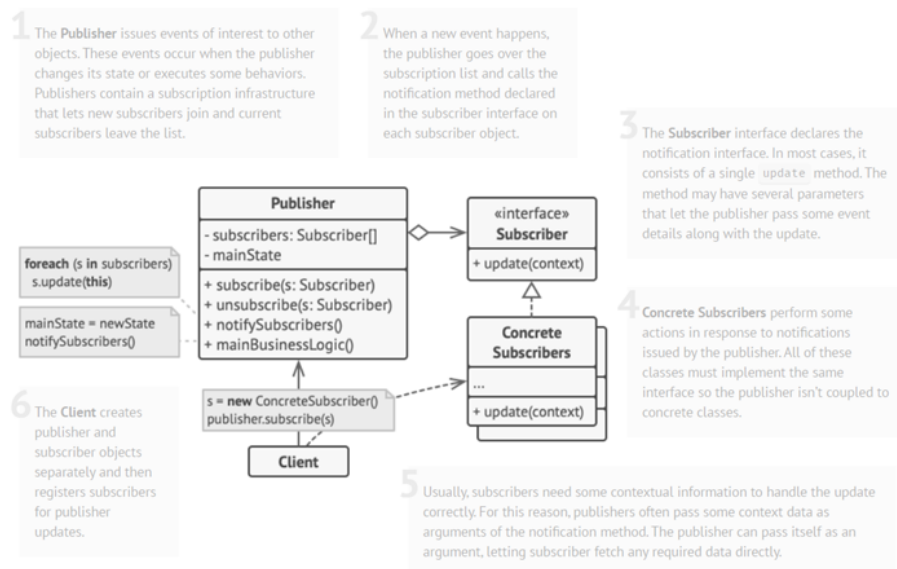 1
The Publisher issues events of interest to other
objects. These events occur when the publisher
changes its state or executes some behaviors.
Publishers contain a subscription infrastructure
that lets new subscribers join and current
subscribers leave the list.
2
When a new event happens,
the publisher goes over the
subscription list and calls the
notification method declared
in the subscriber interface on
each subscriber object.
3
The Subscriber interface declares the
notification interface. In most cases, it
consists of a single update method. The
method may have several parameters
that let the publisher pass some event
details along with the update.
Publisher
- subscribers: Subscriber[]
- mainState
+ subscribe(s: Subscriber)
+ unsubscribe(s: Subscriber)
+ notifySubscribers()
+ mainBusinessLogic()
«interface»
Subscriber
+ update(context)
foreach (s in subscribers)
s.update(this)
mainState = newState
notifySubscribers()
Concrete
Subscribers
...
+ update(context)
4
Concrete Subscribers perform some
actions in response to notifications
issued by the publisher. All of these
classes must implement the same
interface so the publisher isn't coupled to
concrete classes.
s = new ConcreteSubscriber()
publisher.subscribe(s)
Client
6
The Client creates
publisher and
subscriber objects
separately and then
registers subscribers
for publisher
updates.
5
Usually, subscribers need some contextual information to handle the update
correctly. For this reason, publishers often pass some context data as
arguments of the notification method. The publisher can pass itself as an
argument, letting subscriber fetch any required data directly.